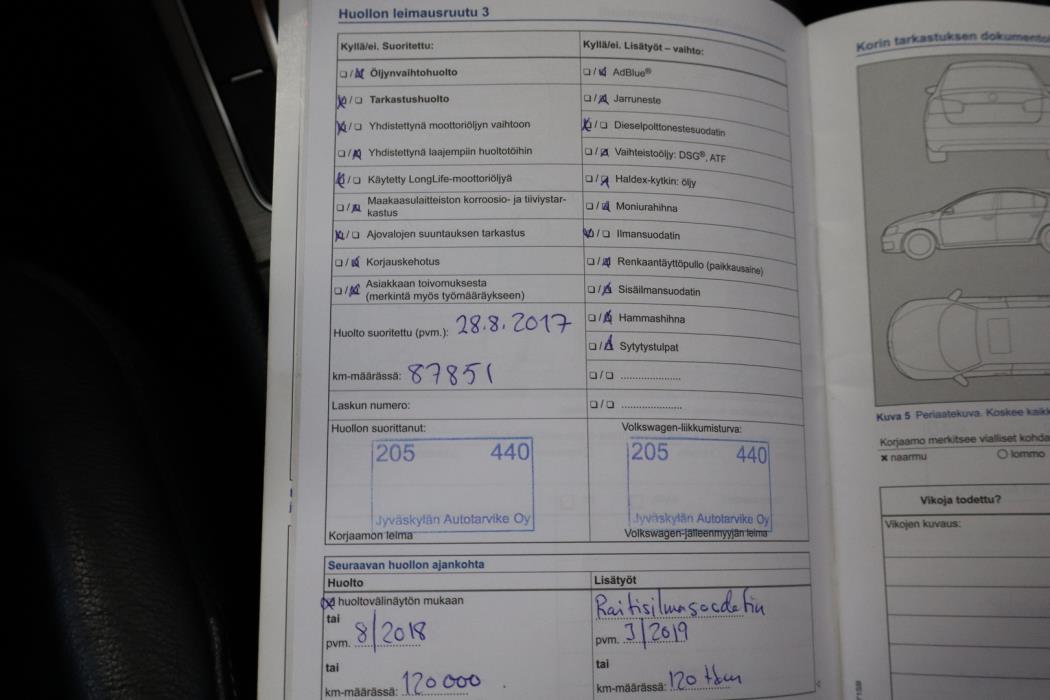 Huollon leimausruutu 3
Kyllä/ei. Suoritettu:
Öljynvaihtohuolto
Tarkastushuolto
Yhdistettynä moottoriöljyn vaihtoon
Yhdistettynä laajempiin huoltotöihin
Käytetty LongLife-moottoriöljyä
Maakaasulaitteiston korroosio- ja tiiviystar-
kastus
Ajovalojen suuntauksen tarkastus
Korjauskehotus
Asiakkaan toivomuksesta
(merkintä myös työmääräykseen)
Huolto suoritettu (pvm.): 28.8.2017
km-määrässä: 87851
Laskun numero:
Huollon suorittanut:
205 440
Jyväskylän Autotarvike Oy
Korjaamon leima
Kyllä/ei. Lisätyöt – vaihto:
AdBlue®
Jarruneste
Dieselpolttonestesuodatin
Vaihteistoöljy: DSG®, ATF
Haldex-kytkin: öljy
Moniurahihna
Ilmansuodatin
Renkaantäyttöpullo (paikkausaine)
Sisäilmansuodatin
Hammashihna
Sytytystulpat
Volkswagen-liikkumisturva:
205 440
Jyväskylän Autotarvike Oy
Volkswagen-jälleenmyyjän leima
Seuraavan huollon ajankohta
Huolto
huoltovälinäytön mukaan
tai
pvm. 8/2018
tai
km-määrässä: 120 000
Lisätyöt
Raitisilmasuodatin
pvm. 3/2019
tai
km-määrässä: 120 tkm
Korin tarkastuksen
Kuva 5 Periaatekuva. Koskee
Korjaamo merkitsee vialliset
x naarmu
lommo
Vikoja todettu?
Vikojen kuvaus: